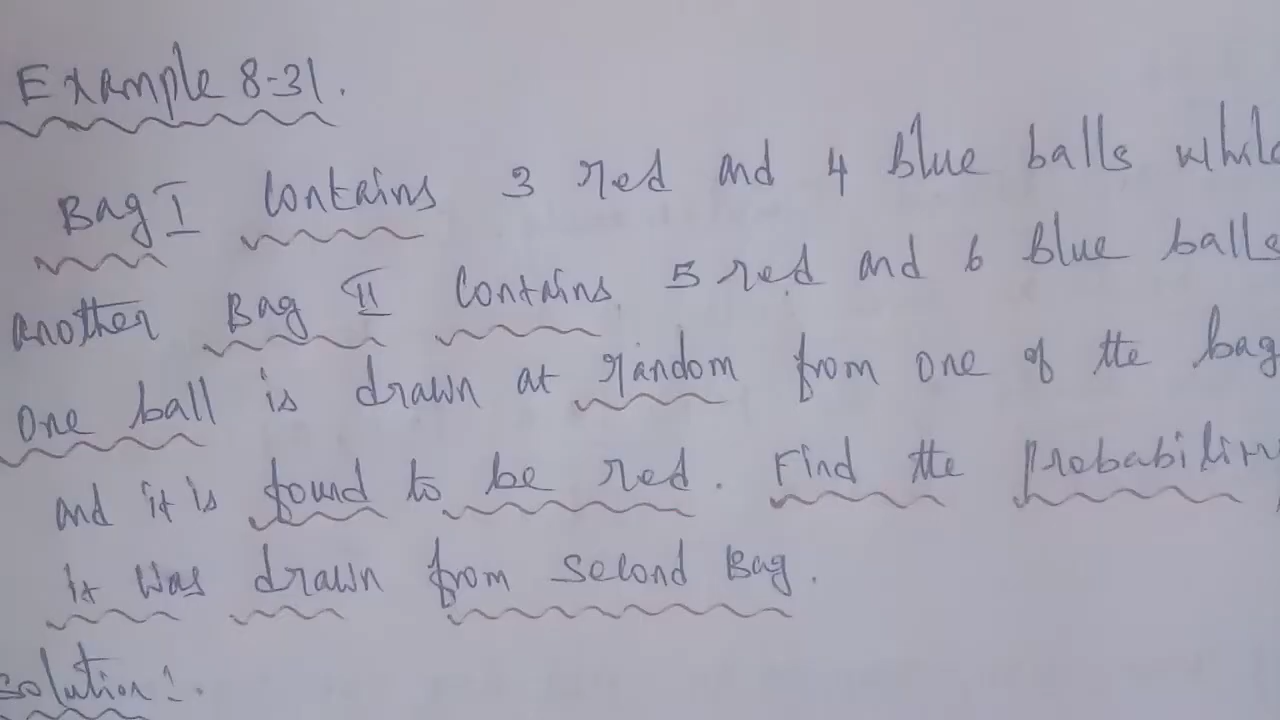 Example 8-31.
Bag I contains 3 red and 4 blue balls while
another Bag II contains 5 red and 6 blue balls
one ball is drawn at random from one of the bag
and it is found to be red. Find the probability
it was drawn from second Bag.
Solution:.